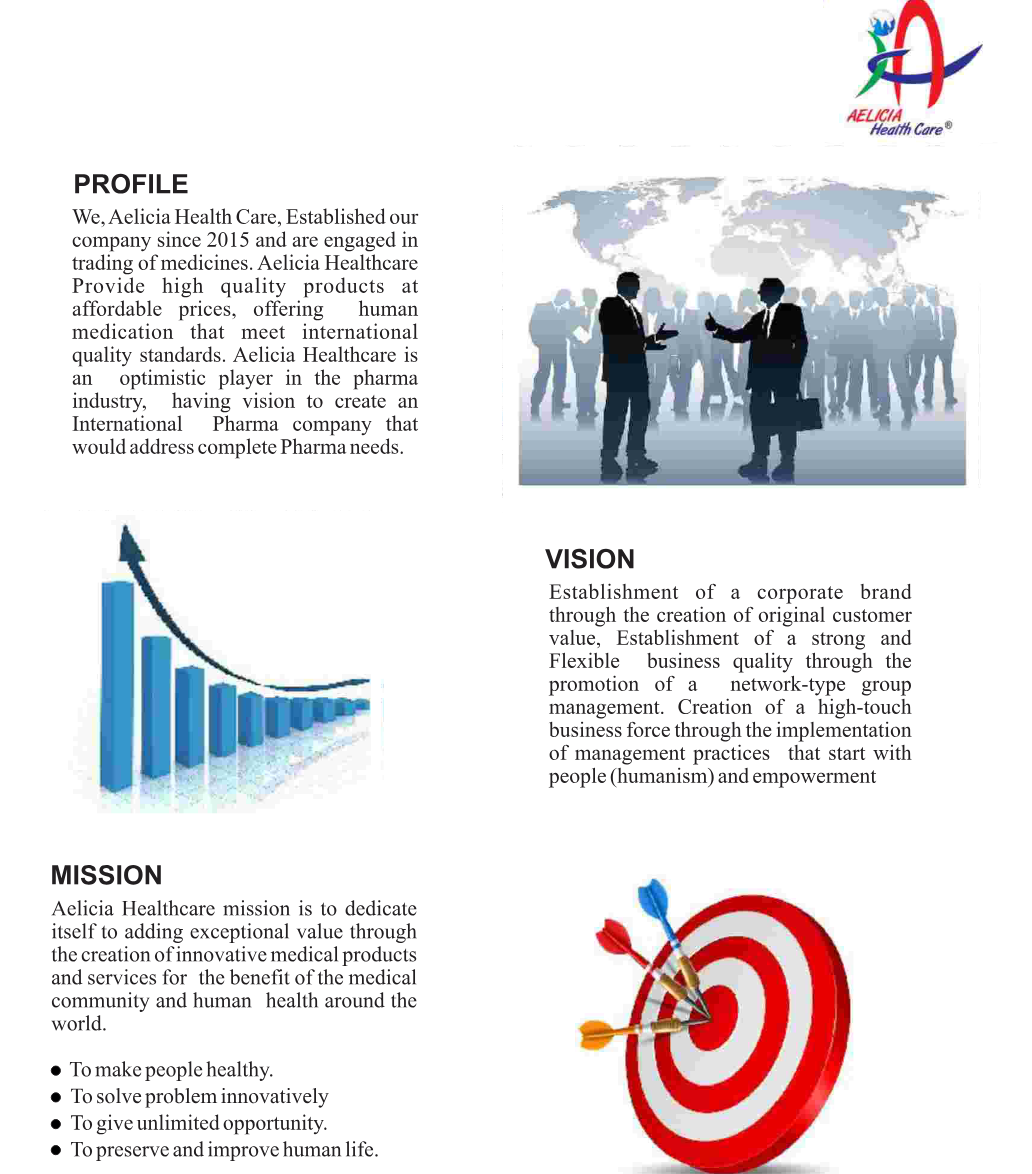 AELICIA
Health Care®
PROFILE
We, Aelicia Health Care, Established our
company since 2015 and are engaged in
trading of medicines. Aelicia Healthcare
Provide high quality products at
affordable prices, offering human
medication that meet international
quality standards. Aelicia Healthcare is
an optimistic player in the pharma
industry, having vision to create an
International Pharma company that
would address complete Pharma needs.
VISION
Establishment of a corporate brand
through the creation of original customer
value, Establishment of a strong and
Flexible business quality through the
promotion of a network-type group
management. Creation of a high-touch
business force through the implementation
of management practices that start with
people (humanism) and empowerment
MISSION
Aelicia Healthcare mission is to dedicate
itself to adding exceptional value through
the creation of innovative medical products
and services for the benefit of the medical
community and human health around the
world.
● To make people healthy.
● To solve problem innovatively
● To give unlimited opportunity.
● To preserve and improve human life.